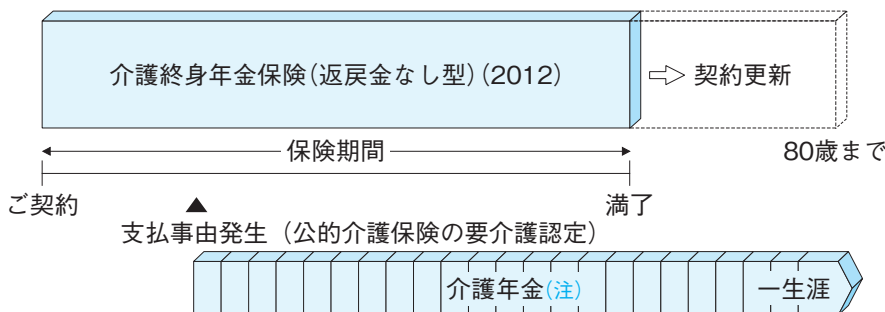 介護終身年金保険（返戻金なし型）（2012）
契約更新
保険期間
80歳まで
ご契約
満了
支払事由発生（公的介護保険の要介護認定）
介護年金（注）
一生涯